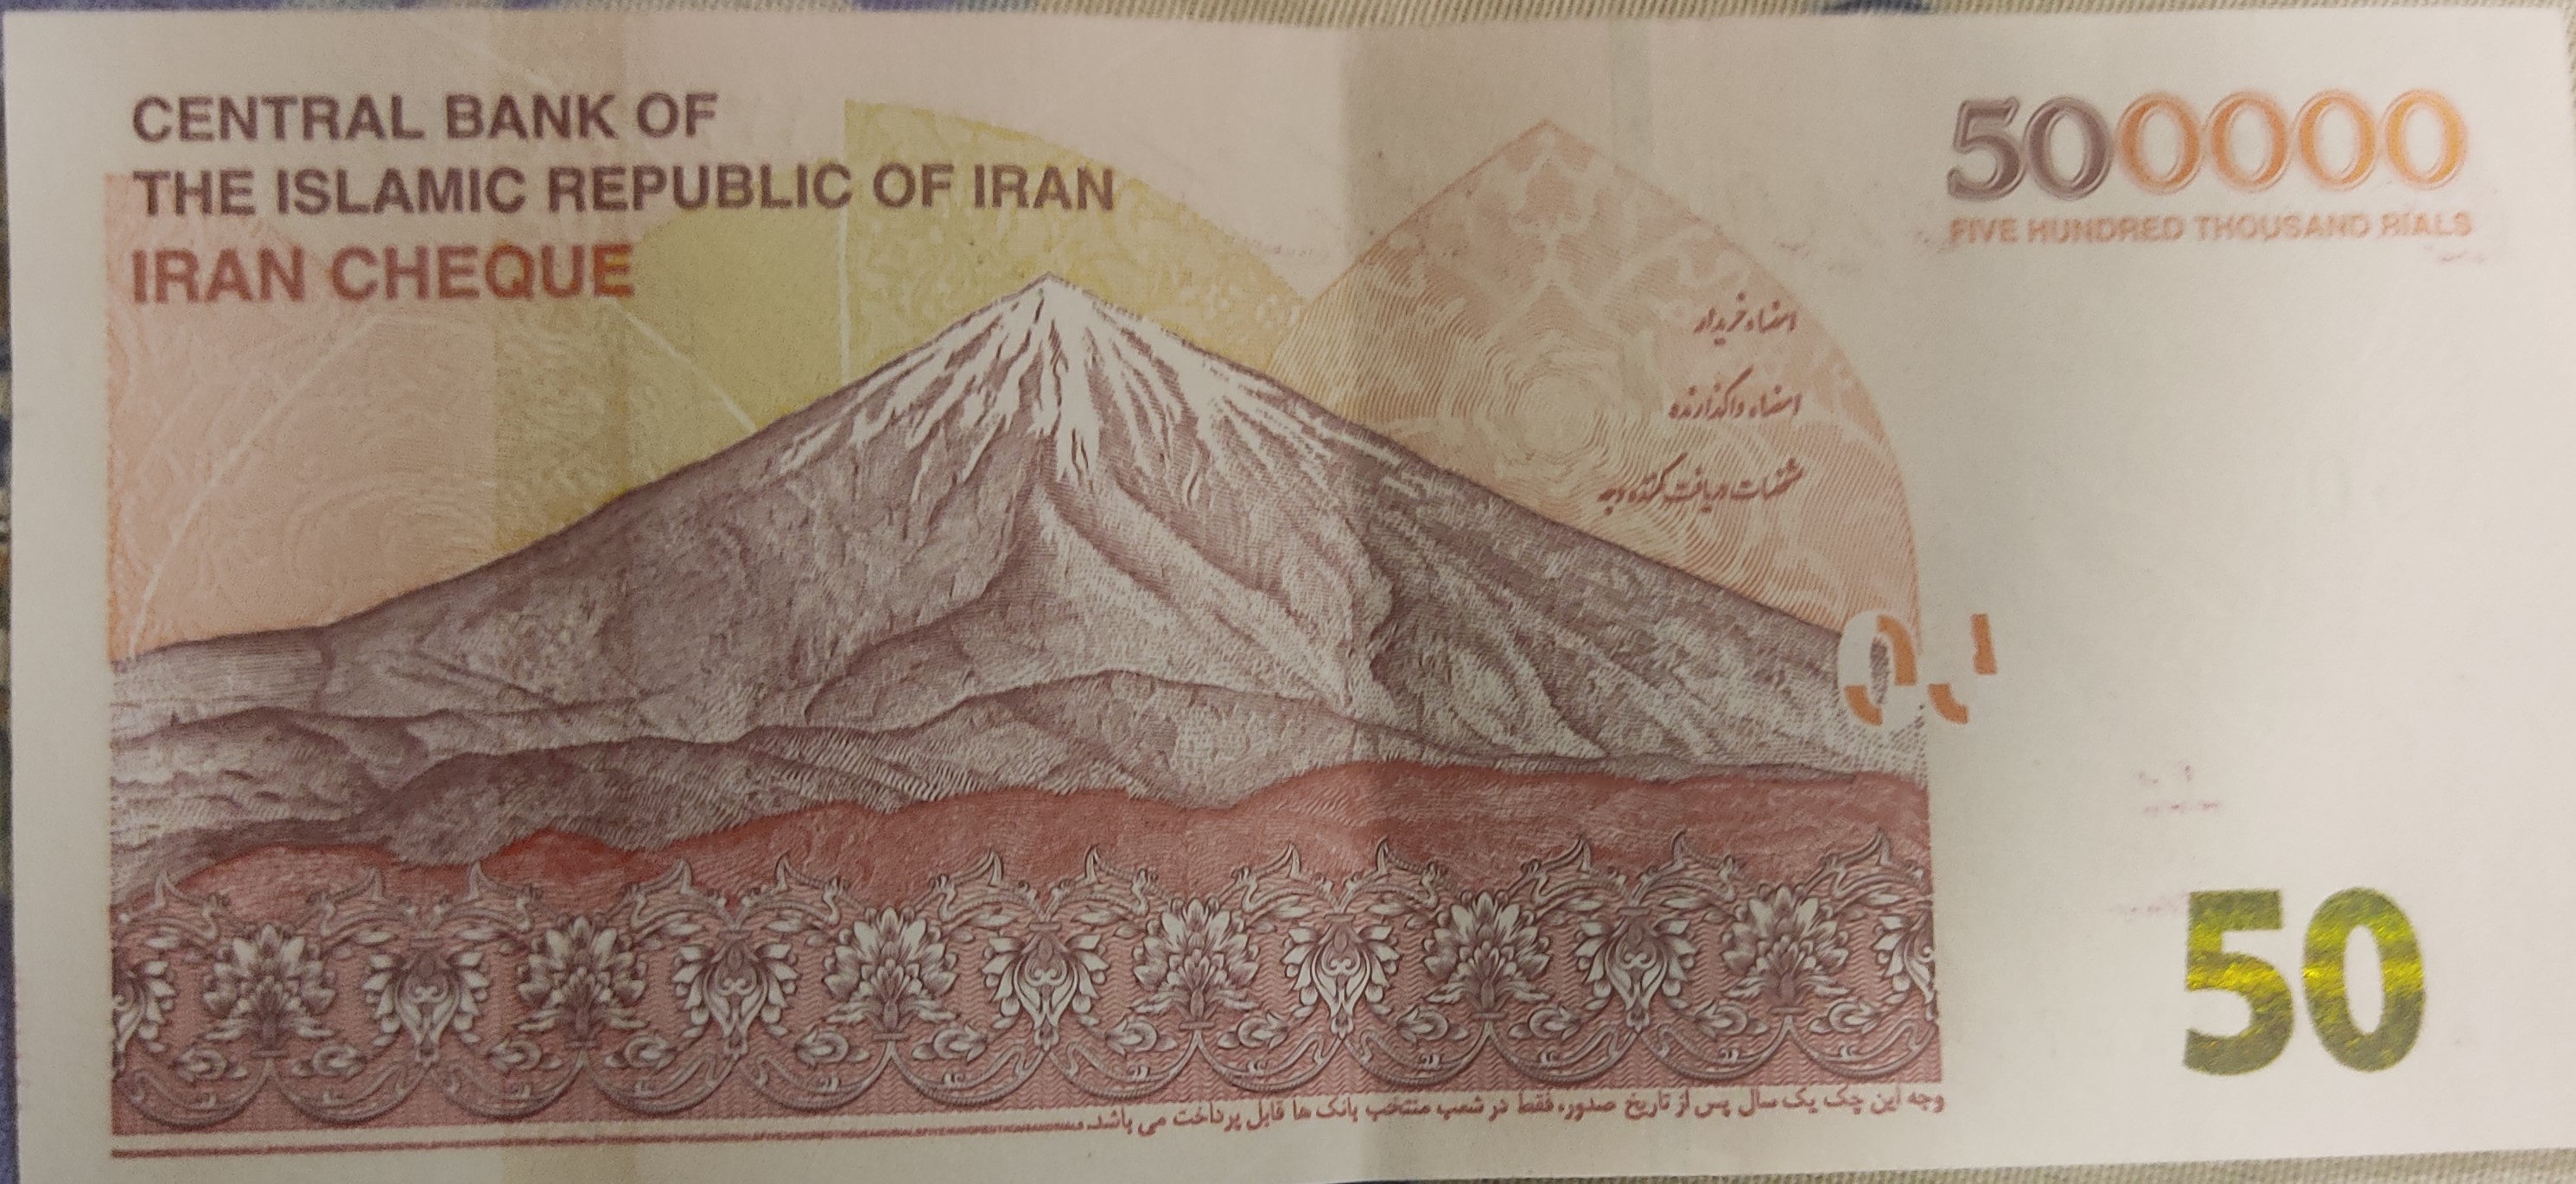 CENTRAL BANK OF
THE ISLAMIC REPUBLIC OF IRAN
IRAN CHEQUE
500000
FIVE HUNDRED THOUSAND RIALS
امضاء خریدار
امضاء واگذارنده
مشخصات دریافت کننده وجه
50
وجه این چک یک سال پس از تاریخ صدور، فقط در شعب منتخب بانک ها قابل پرداخت می باشد.